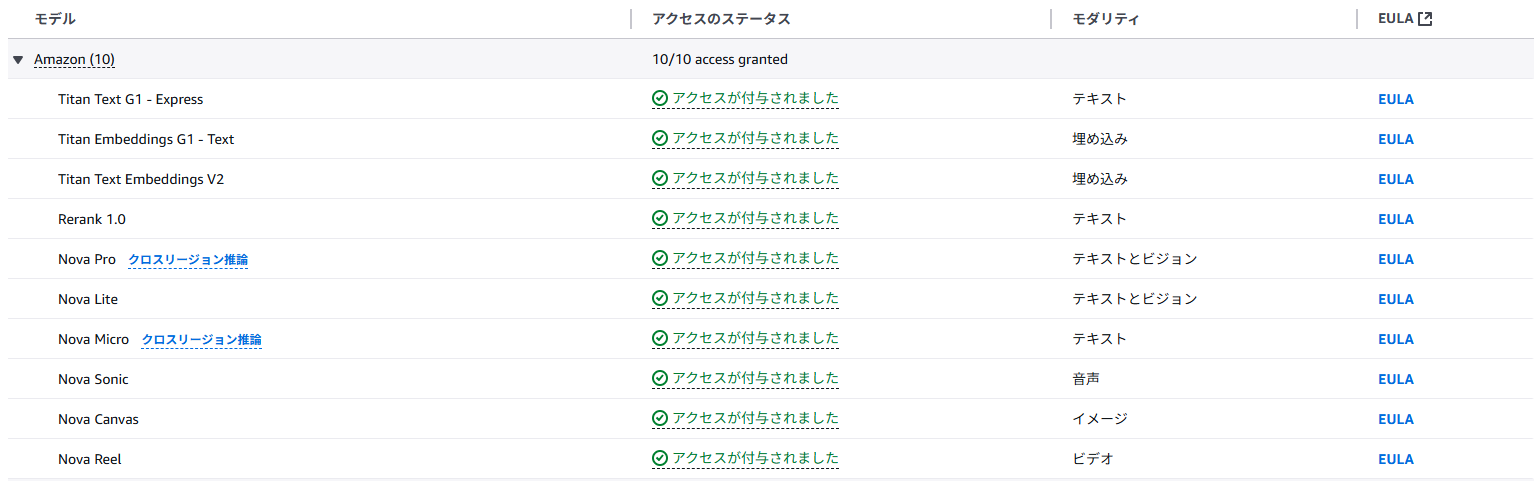 モデル アクセスのステータス モダリティ EULA
Amazon (10) 10/10 access granted
Titan Text G1 - Express アクセスが付与されました テキスト EULA
Titan Embeddings G1 - Text アクセスが付与されました 埋め込み EULA
Titan Text Embeddings V2 アクセスが付与されました 埋め込み EULA
Rerank 1.0 アクセスが付与されました テキスト EULA
Nova Pro クロスリージョン推論 アクセスが付与されました テキストとビジョン EULA
Nova Lite アクセスが付与されました テキストとビジョン EULA
Nova Micro クロスリージョン推論 アクセスが付与されました テキスト EULA
Nova Sonic アクセスが付与されました 音声 EULA
Nova Canvas アクセスが付与されました イメージ EULA
Nova Reel アクセスが付与されました ビデオ EULA